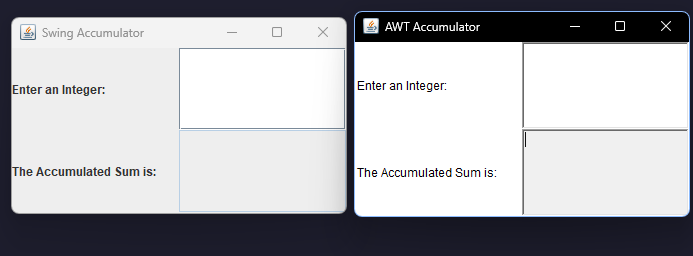 Swing Accumulator
Enter an Integer:
The Accumulated Sum is:
AWT Accumulator
Enter an Integer:
The Accumulated Sum is: